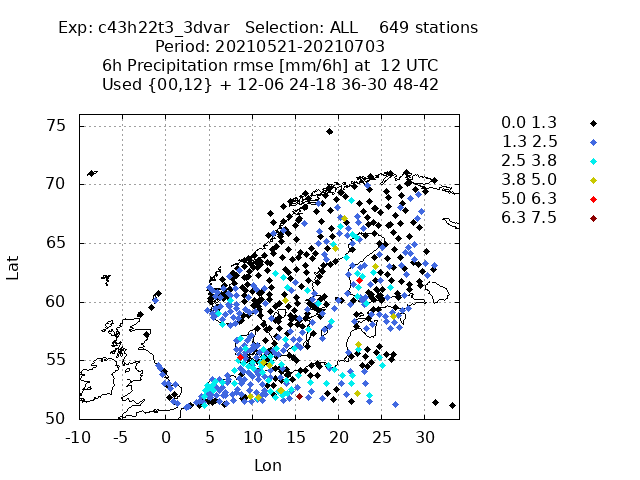 Exp: c43h22t3_3dvar   Selection: ALL    649 stations
Period: 20210521-20210703
6h Precipitation rmse [mm/6h] at  12 UTC
Used {00,12} + 12-06 24-18 36-30 48-42
0.0 1.3
1.3 2.5
2.5 3.8
3.8 5.0
5.0 6.3
6.3 7.5
75
70
65
60
55
50
Lat
-10 -5 0 5 10 15 20 25 30
Lon